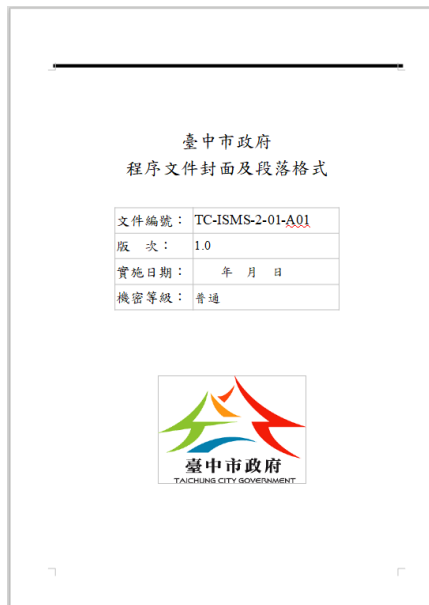 臺中市政府
程序文件封面及段落格式
文件編號： TC-ISMS-2-01-A01
版　次： 1.0
實施日期： 年　月　日
機密等級： 普通
臺中市政府
TAICHUNG CITY GOVERNMENT